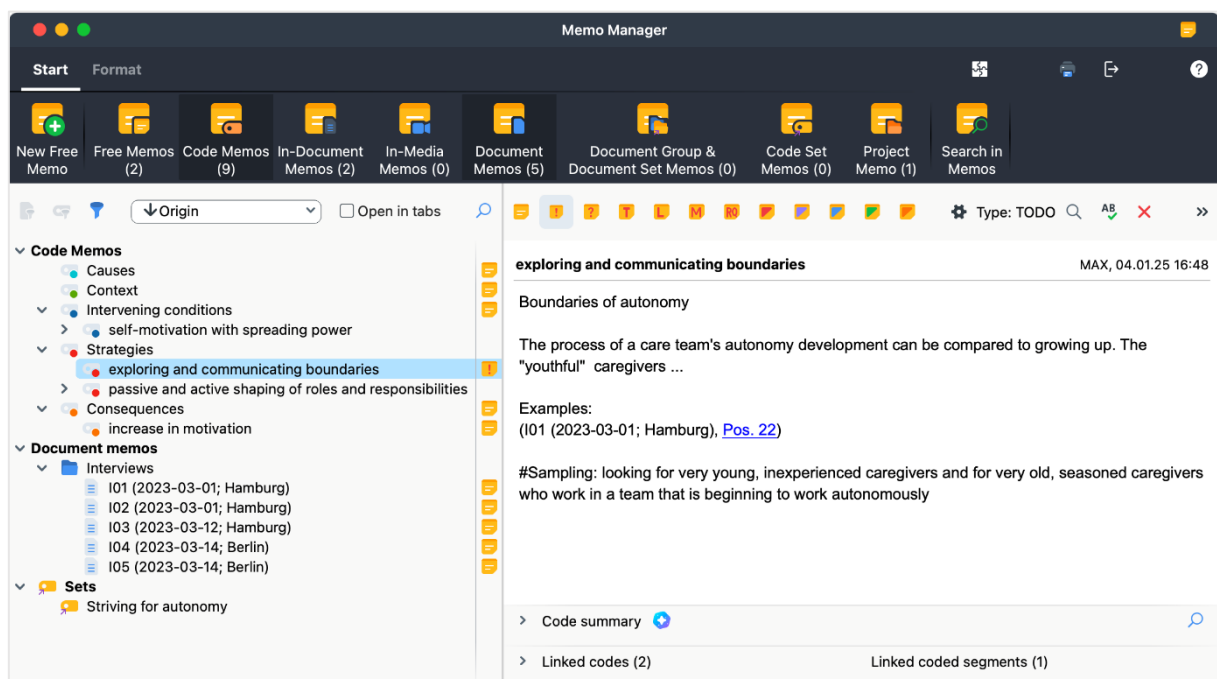 Memo Manager
Start Format
?
New Free Memo
Free Memos (2)
Code Memos (9)
In-Document Memos (2)
In-Media Memos (0)
Document Memos (5)
Document Group & Document Set Memos (0)
Code Set Memos (0)
Project Memo (1)
Search in Memos
Origin
Open in tabs
! ? T L M RQ
Type: TODO
AB
»
Code Memos
Causes
Context
Intervening conditions
self-motivation with spreading power
Strategies
exploring and communicating boundaries
!
passive and active shaping of roles and responsibilities
Consequences
increase in motivation
Document memos
Interviews
I01 (2023-03-01; Hamburg)
I02 (2023-03-01; Hamburg)
I03 (2023-03-12; Hamburg)
I04 (2023-03-14; Berlin)
I05 (2023-03-14; Berlin)
Sets
Striving for autonomy
exploring and communicating boundaries MAX, 04.01.25 16:48
Boundaries of autonomy
The process of a care team's autonomy development can be compared to growing up. The
"youthful" caregivers ...
Examples:
(I01 (2023-03-01; Hamburg), Pos. 22)
#Sampling: looking for very young, inexperienced caregivers and for very old, seasoned caregivers
who work in a team that is beginning to work autonomously
Code summary
Linked codes (2) Linked coded segments (1)